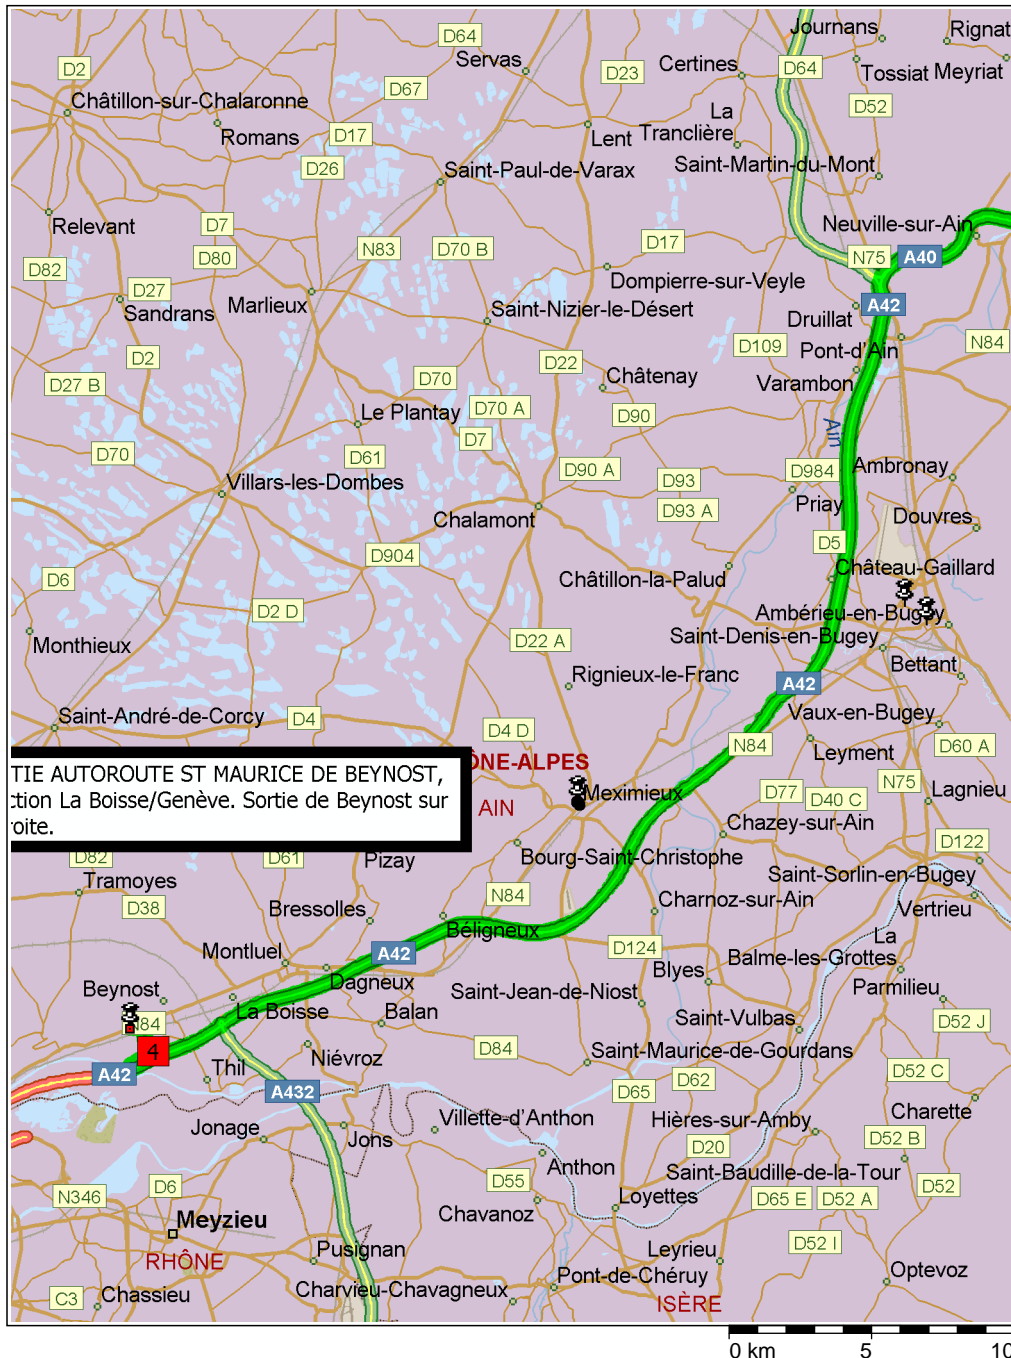 Journans
Rignat
D64
Servas
D23
Certines
D64
Tossiat
Meyriat
D2
D67
Châtillon-sur-Chalaronne
Romans
D17
Lent
La
Tranclière
D52
D26
Saint-Paul-de-Varax
Saint-Martin-du-Mont
Relevant
D7
D80
N83
D70 B
D17
Neuville-sur-Ain
N75
A40
D82
D27
Sandrans
Marlieux
Dompierre-sur-Veyle
Saint-Nizier-le-Désert
A42
Druillat
D2
D22
D109
Pont-d'Ain
N84
D27 B
D70
Châtenay
Varambon
Le Plantay
D70 A
D90
D7
Ain
D70
D61
D90 A
D93
D984
Ambronay
Villars-les-Dombes
Chalamont
D93 A
Priay
Douvres
D904
D5
D6
Châtillon-la-Palud
Château-Gaillard
D2 D
Ambérieu-en-Bugey
Monthieux
D22 A
Saint-Denis-en-Bugey
Bettant
Rignieux-le-Franc
A42
Saint-André-de-Corcy
D4
D4 D
Vaux-en-Bugey
N84
Leyment
D60 A
TIE AUTOROUTE ST MAURICE DE BEYNOST,
ction La Boisse/Genève. Sortie de Beynost sur
oite.
ÔNE-ALPES
AIN
Meximieux
D77
D40 C
N75
Lagnieu
Chazey-sur-Ain
D122
D82
D61
Pizay
Bourg-Saint-Christophe
Saint-Sorlin-en-Bugey
Tramoyes
D38
Bressolles
N84
Charnoz-sur-Ain
Vertrieu
Montluel
A42
Béligneux
D124
La
Balme-les-Grottes
Beynost
Dagneux
Blyes
Parmilieu
N84
La Boisse
Balan
Saint-Jean-de-Niost
Saint-Vulbas
D52 J
4
Niévroz
D84
Saint-Maurice-de-Gourdans
A42
Thil
A432
D65
D62
D52 C
Charette
Jonage
Jons
Villette-d'Anthon
Hières-sur-Amby
D52 B
D20
Anthon
Saint-Baudille-de-la-Tour
N346
D6
D55
Loyettes
D65 E
D52 A
D52
Meyzieu
Chavanoz
D52 I
RHÔNE
Pusignan
Leyrieu
C3
Chassieu
Charvieu-Chavagneux
Pont-de-Chéruy
ISÈRE
Optevoz
0 km
5
10